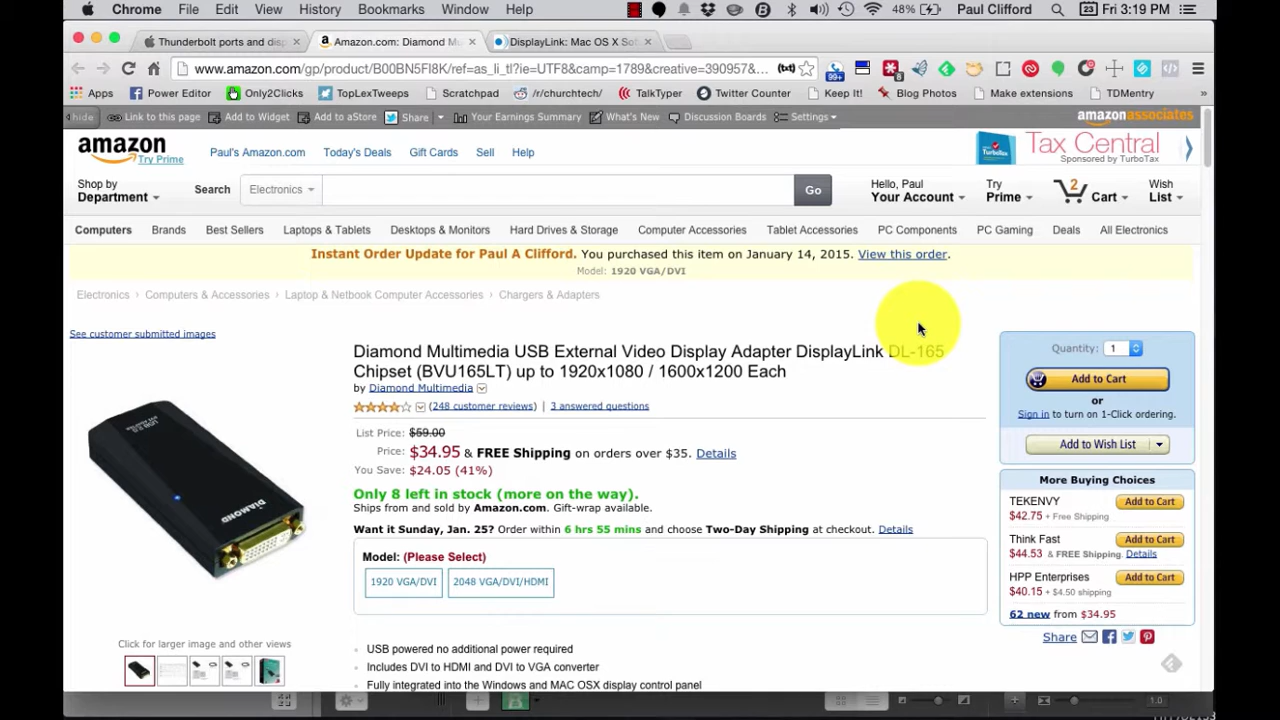 Chrome File Edit View History Bookmarks Window Help 48% Paul Clifford 23 Fri 3:19 PM
Thunderbolt ports and disp Amazon.com: Diamond Mu DisplayLink: Mac OS X Sof
www.amazon.com/gp/product/B00BN5FI8K/ref=as_li_tl?ie=UTF8&camp=1789&creative=390957&... (txt) 99+ 8
Apps Power Editor Only2Clicks TopLexTweeps Scratchpad /r/churchtech/ TalkTyper Twitter Counter Keep It! Blog Photos Make extensions TDMentry »
hide Link to this page Add to Widget Add to aStore Share Your Earnings Summary What's New Discussion Boards Settings amazonassociates
amazon
Try Prime
Paul's Amazon.com Today's Deals Gift Cards Sell Help
TurboTax
Tax Central
Sponsored by TurboTax
Shop by
Department
Search Electronics Go
Hello, Paul
Your Account
Try
Prime
2
Cart
Wish
List
Computers Brands Best Sellers Laptops & Tablets Desktops & Monitors Hard Drives & Storage Computer Accessories Tablet Accessories PC Components PC Gaming Deals All Electronics
Instant Order Update for Paul A Clifford. You purchased this item on January 14, 2015. View this order.
Model: 1920 VGA/DVI
Electronics › Computers & Accessories › Laptop & Netbook Computer Accessories › Chargers & Adapters
See customer submitted images
Diamond Multimedia USB External Video Display Adapter DisplayLink DL-165
Chipset (BVU165LT) up to 1920x1080 / 1600x1200 Each
by Diamond Multimedia
(248 customer reviews) | 3 answered questions
List Price: $59.00
Price: $34.95 & FREE Shipping on orders over $35. Details
You Save: $24.05 (41%)
Only 8 left in stock (more on the way).
Ships from and sold by Amazon.com. Gift-wrap available.
Want it Sunday, Jan. 25? Order within 6 hrs 55 mins and choose Two-Day Shipping at checkout. Details
Model: (Please Select)
1920 VGA/DVI 2048 VGA/DVI/HDMI
DIAMOND
Click for larger image and other views
USB powered no additional power required
Includes DVI to HDMI and DVI to VGA converter
Fully integrated into the Windows and MAC OSX display control panel
Quantity: 1
Add to Cart
or
Sign in to turn on 1-Click ordering.
Add to Wish List
More Buying Choices
TEKENVY Add to Cart
$42.75 + Free Shipping
Think Fast Add to Cart
$44.53 & FREE Shipping. Details
HPP Enterprises Add to Cart
$40.15 + $4.50 shipping
62 new from $34.95
Share
1.0